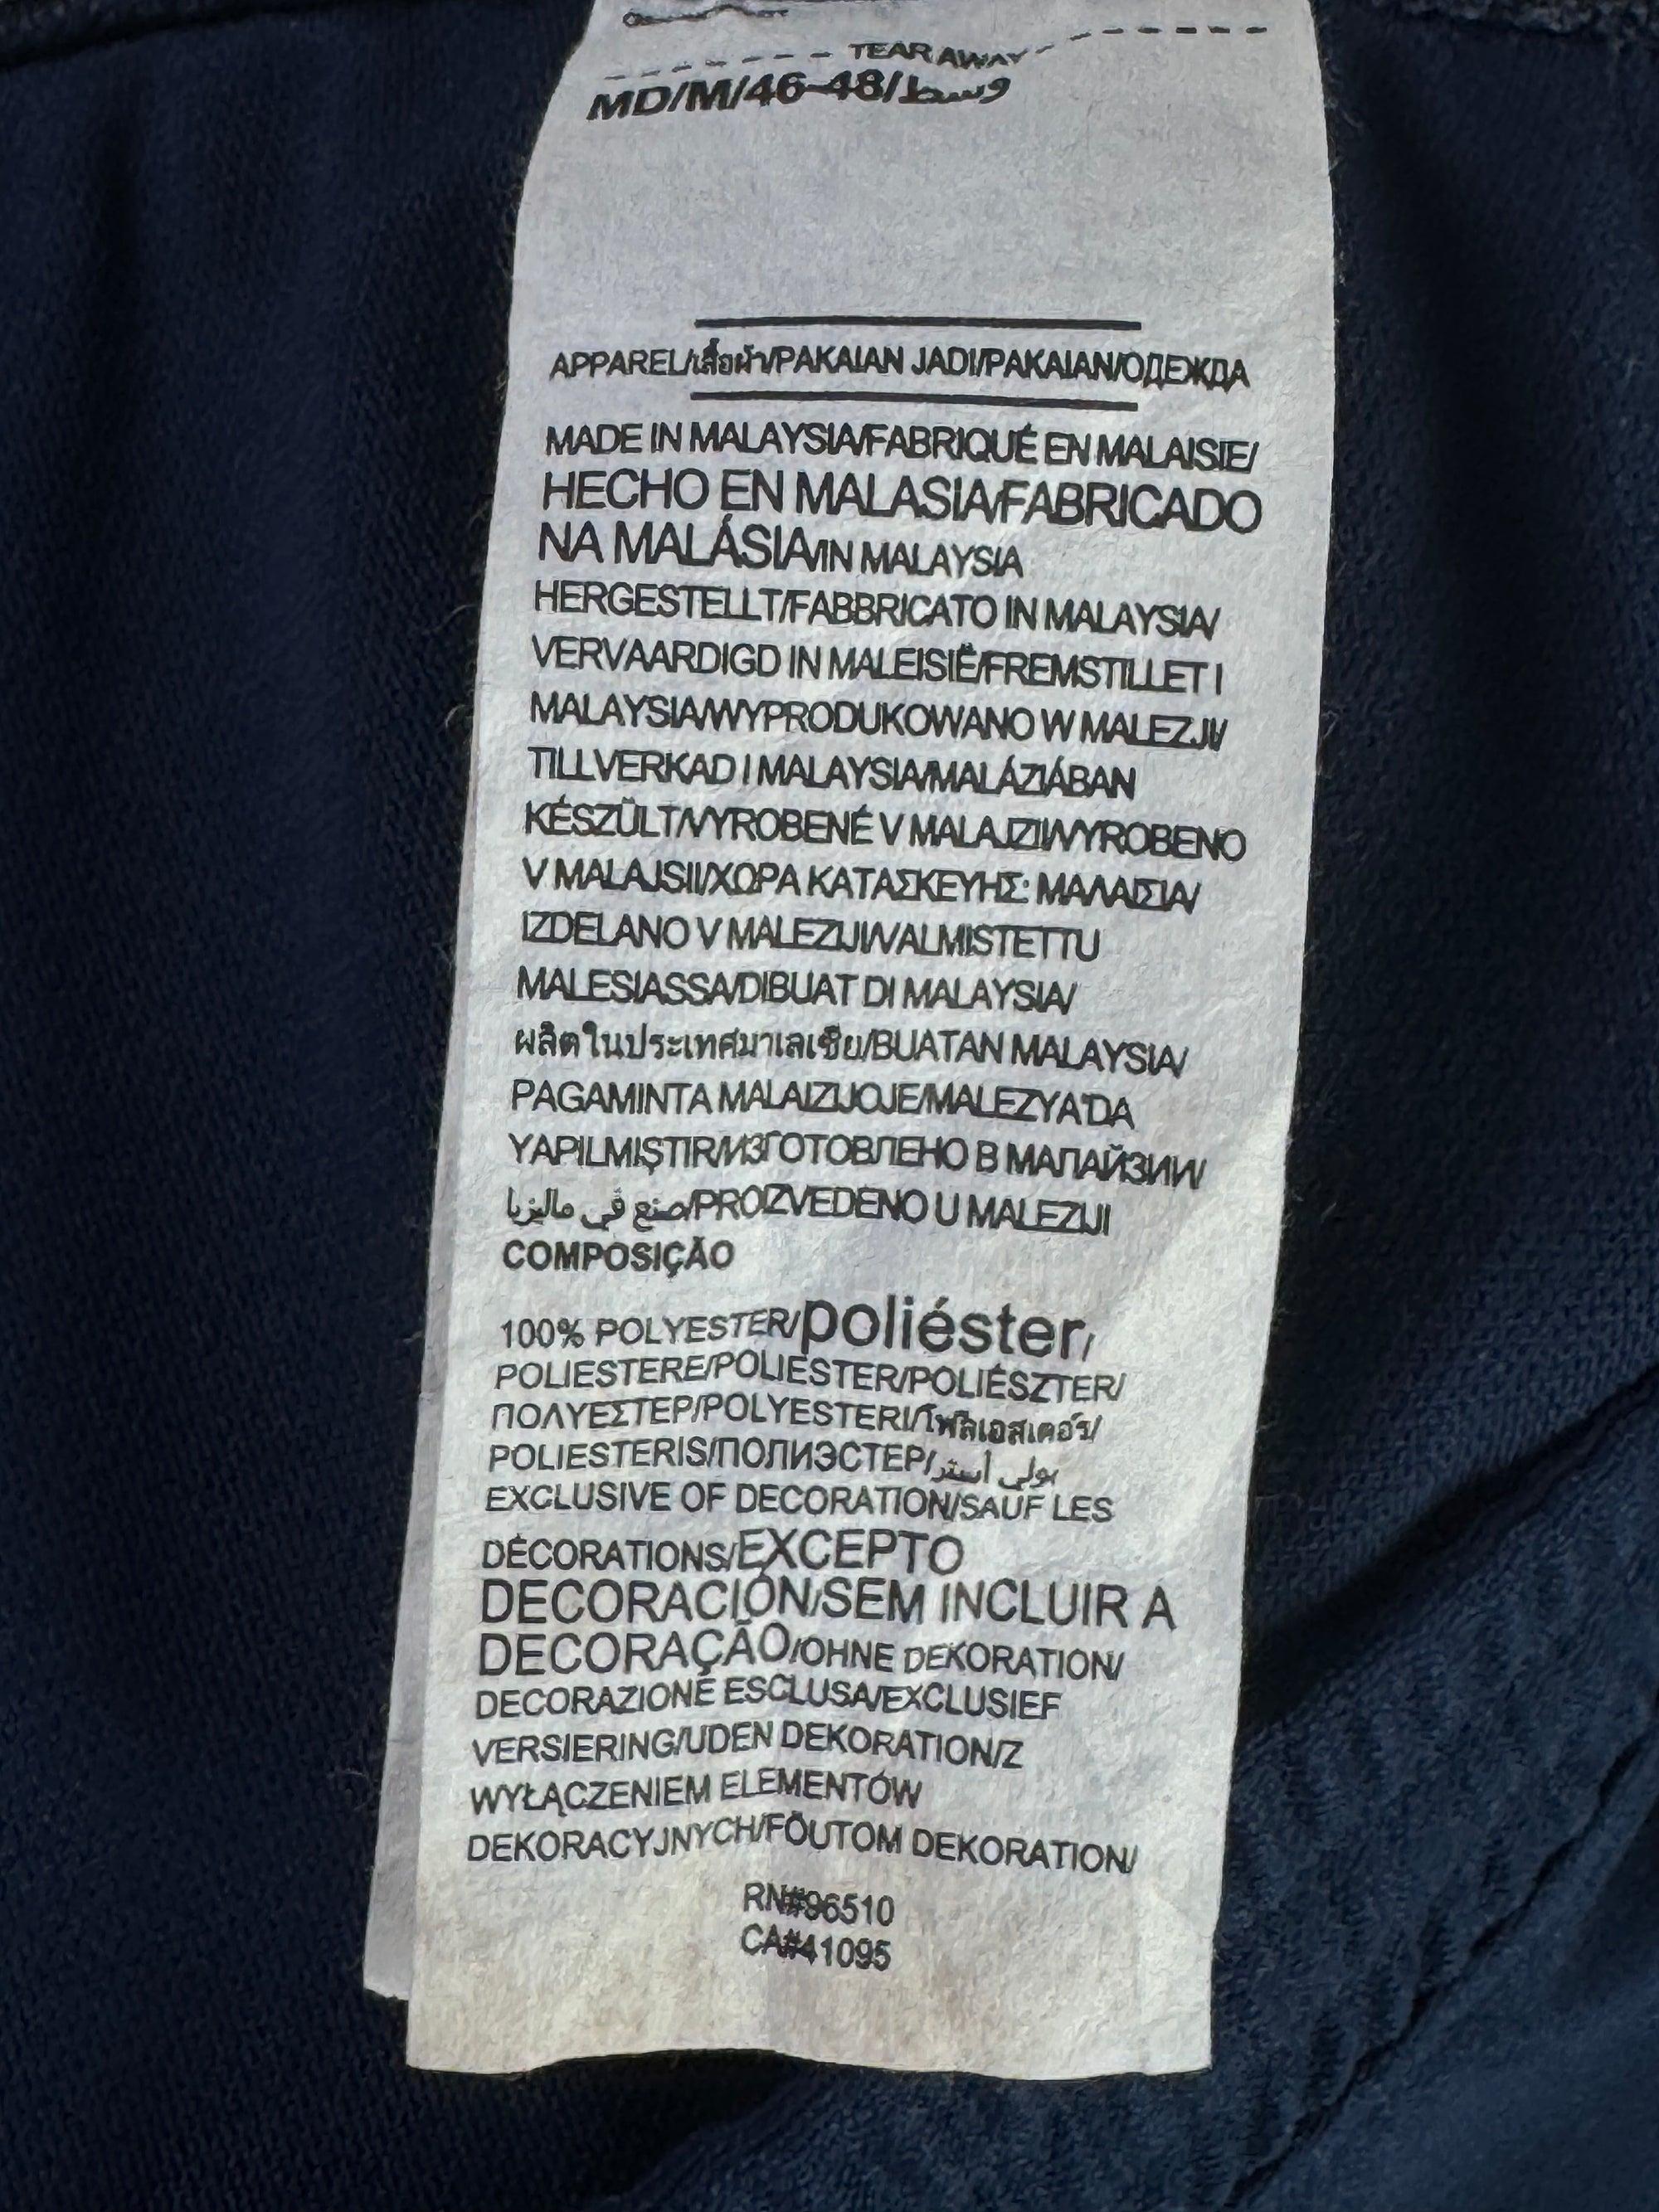 TEAR AWAY
MD/M/46-48/وسط
APPAREL/เสื้อผ้า/PAKAIAN JADI/PAKAIAN/ОДЕЖДА
MADE IN MALAYSIA/FABRIQUÉ EN MALAISIE/
HECHO EN MALASIA/FABRICADO
NA MALÁSIA/IN MALAYSIA
HERGESTELLT/FABBRICATO IN MALAYSIA/
VERVAARDIGD IN MALEISIË/FREMSTILLET I
MALAYSIA/WYPRODUKOWANO W MALEZJI/
TILLVERKAD I MALAYSIA/MALÁZIÁBAN
KÉSZÜLT/VYROBENÉ V MALAJZII/VYROBENO
V MALAJSII/ΧΩΡΑ ΚΑΤΑΣΚΕΥΗΣ: ΜΑΛΑΙΣΙΑ/
IZDELANO V MALEZIJI/VALMISTETTU
MALESIASSA/DIBUAT DI MALAYSIA/
ผลิตในประเทศมาเลเซีย/BUATAN MALAYSIA/
PAGAMINTA MALAIZIJOJE/MALEZYA'DA
YAPILMIŞTIR/ИЗГОТОВЛЕНО В МАЛАЙЗИИ/
صنع في ماليزيا/PROIZVEDENO U MALEZIJI
COMPOSIÇÃO
100% POLYESTER/poliéster/
POLIESTERE/POLIESTER/POLIÉSZTER/
ΠΟΛΥΕΣΤΕΡ/POLYESTERI/โพลีเอสเตอร์/
POLIESTERIS/ПОЛИЭСТЕР/بولي أستر
EXCLUSIVE OF DECORATION/SAUF LES
DÉCORATIONS/EXCEPTO
DECORACIÓN/SEM INCLUIR A
DECORAÇÃO/OHNE DEKORATION/
DECORAZIONE ESCLUSA/EXCLUSIEF
VERSIERING/UDEN DEKORATION/Z
WYŁĄCZENIEM ELEMENTÓW
DEKORACYJNYCH/FÖUTOM DEKORATION/
RN#96510
CA#41095